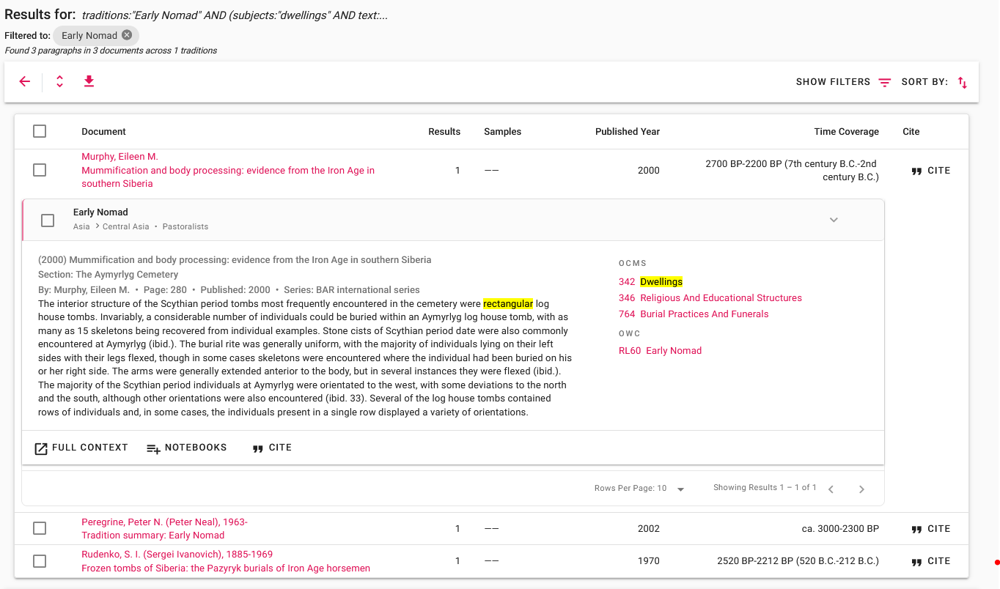 Results for: traditions:"Early Nomad" AND (subjects:"dwellings" AND text:...
Filtered to: Early Nomad
Found 3 paragraphs in 3 documents across 1 traditions
SHOW FILTERS SORT BY:
Document Results Samples Published Year Time Coverage Cite
Murphy, Eileen M.
Mummification and body processing: evidence from the Iron Age in
southern Siberia
1 —— 2000
2700 BP-2200 BP (7th century B.C.-2nd
century B.C.)
CITE
Early Nomad
Asia > Central Asia • Pastoralists
(2000) Mummification and body processing: evidence from the Iron Age in southern Siberia
Section: The Aymyrlyg Cemetery
By: Murphy, Eileen M. • Page: 280 • Published: 2000 • Series: BAR international series
The interior structure of the Scythian period tombs most frequently encountered in the cemetery were rectangular log
house tombs. Invariably, a considerable number of individuals could be buried within an Aymyrlyg log house tomb, with as
many as 15 skeletons being recovered from individual examples. Stone cists of Scythian period date were also commonly
encountered at Aymyrlyg (ibid.). The burial rite was generally uniform, with the majority of individuals lying on their left
sides with their legs flexed, though in some cases skeletons were encountered where the individual had been buried on his
or her right side. The arms were generally extended anterior to the body, but in several instances they were flexed (ibid.).
The majority of the Scythian period individuals at Aymyrlyg were orientated to the west, with some deviations to the north
and the south, although other orientations were also encountered (ibid. 33). Several of the log house tombs contained
rows of individuals and, in some cases, the individuals present in a single row displayed a variety of orientations.
OCMS
342 Dwellings
346 Religious And Educational Structures
764 Burial Practices And Funerals
OWC
RL60 Early Nomad
FULL CONTEXT NOTEBOOKS CITE
Rows Per Page: 10 Showing Results 1 – 1 of 1
Peregrine, Peter N. (Peter Neal), 1963-
Tradition summary: Early Nomad
1 —— 2002 ca. 3000-2300 BP CITE
Rudenko, S. I. (Sergei Ivanovich), 1885-1969
Frozen tombs of Siberia: the Pazyryk burials of Iron Age horsemen
1 —— 1970 2520 BP-2212 BP (520 B.C.-212 B.C.) CITE